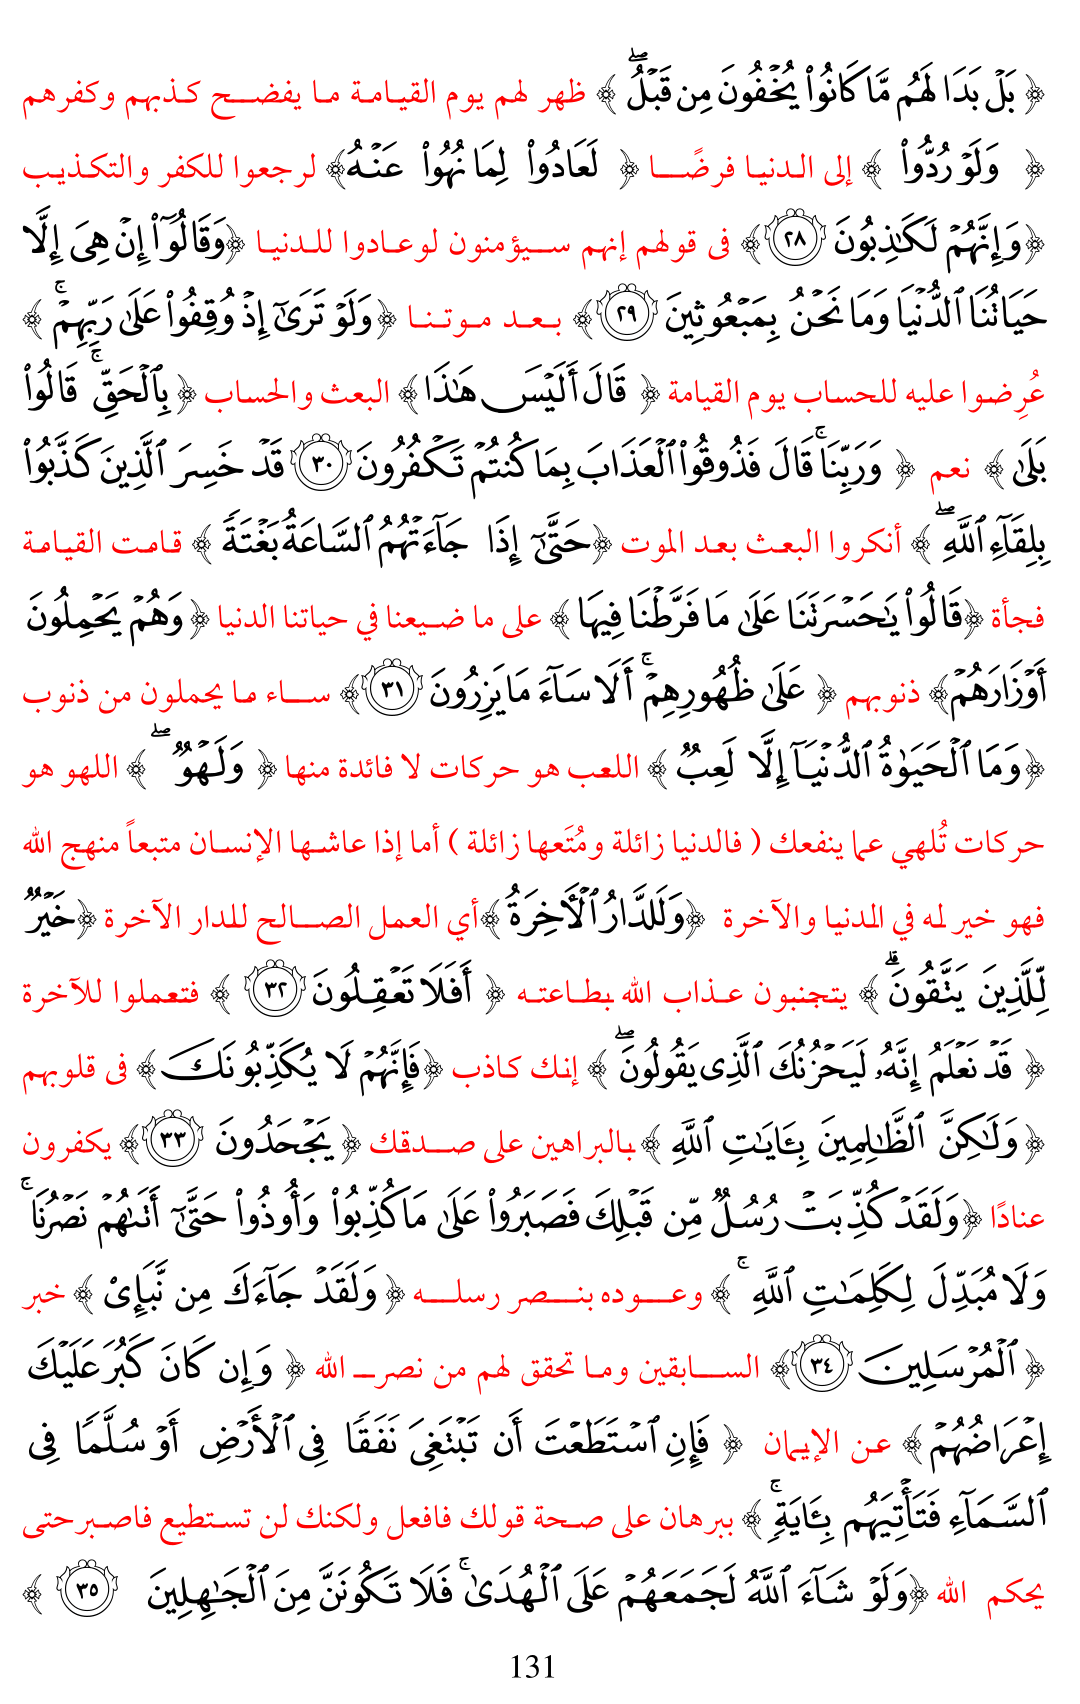 ﴿ بَلْ بَدَا لَهُم مَّا كَانُوا۟ يُخْفُونَ مِن قَبْلُ ۖ ﴾ ظهر لهم يوم القيامة ما يفضح كذبهم وكفرهم
﴿ وَلَوْ رُدُّوا۟ ﴾ إلى الدنيا فرضًا ﴿ لَعَادُوا۟ لِمَا نُهُوا۟ عَنْهُ ﴾ لرجعوا للكفر والتكذيب
﴿ وَإِنَّهُمْ لَكَـٰذِبُونَ ٢٨ ﴾ فى قولهم إنهم سيؤمنون لوعادوا للدنيا ﴿ وَقَالُوٓا۟ إِنْ هِىَ إِلَّا
حَيَاتُنَا ٱلدُّنْيَا وَمَا نَحْنُ بِمَبْعُوثِينَ ٢٩ ﴾ بعد موتنا ﴿ وَلَوْ تَرَىٰٓ إِذْ وُقِفُوا۟ عَلَىٰ رَبِّهِمْ ۚ ﴾
عُرِضوا عليه للحساب يوم القيامة ﴿ قَالَ أَلَيْسَ هَـٰذَا ﴾ البعث والحساب ﴿ بِٱلْحَقِّ ۚ قَالُوا۟
بَلَىٰ ﴾ نعم ﴿ وَرَبِّنَا ۚ قَالَ فَذُوقُوا۟ ٱلْعَذَابَ بِمَا كُنتُمْ تَكْفُرُونَ ٣٠ قَدْ خَسِرَ ٱلَّذِينَ كَذَّبُوا۟
بِلِقَآءِ ٱللَّهِ ۖ ﴾ أنكروا البعث بعد الموت ﴿ حَتَّىٰٓ إِذَا جَآءَتْهُمُ ٱلسَّاعَةُ بَغْتَةً ﴾ قامت القيامة
فجأة ﴿ قَالُوا۟ يَـٰحَسْرَتَنَا عَلَىٰ مَا فَرَّطْنَا فِيهَا ﴾ على ما ضيعنا في حياتنا الدنيا ﴿ وَهُمْ يَحْمِلُونَ
أَوْزَارَهُمْ ﴾ ذنوبهم ﴿ عَلَىٰ ظُهُورِهِمْ ۚ أَلَا سَآءَ مَا يَزِرُونَ ٣١ ﴾ ساء ما يحملون من ذنوب
﴿ وَمَا ٱلْحَيَوٰةُ ٱلدُّنْيَآ إِلَّا لَعِبٌ ﴾ اللعب هو حركات لا فائدة منها ﴿ وَلَهْوٌ ۖ ﴾ اللهو هو
حركات تُلهي عما ينفعك ( فالدنيا زائلة ومُتَعها زائلة ) أما إذا عاشها الإنسان متبعاً منهج الله
فهو خير له في الدنيا والآخرة ﴿ وَلَلدَّارُ ٱلْـَٔاخِرَةُ ﴾ أي العمل الصالح للدار الآخرة ﴿ خَيْرٌ
لِّلَّذِينَ يَتَّقُونَ ۗ ﴾ يتجنبون عذاب الله بطاعته ﴿ أَفَلَا تَعْقِلُونَ ٣٢ ﴾ فتعملوا للآخرة
﴿ قَدْ نَعْلَمُ إِنَّهُۥ لَيَحْزُنُكَ ٱلَّذِى يَقُولُونَ ۖ ﴾ إنك كاذب ﴿ فَإِنَّهُمْ لَا يُكَذِّبُونَكَ ﴾ فى قلوبهم
﴿ وَلَـٰكِنَّ ٱلظَّـٰلِمِينَ بِـَٔايَـٰتِ ٱللَّهِ ﴾ بالبراهين على صدقك ﴿ يَجْحَدُونَ ٣٣ ﴾ يكفرون
عنادًا ﴿ وَلَقَدْ كُذِّبَتْ رُسُلٌ مِّن قَبْلِكَ فَصَبَرُوا۟ عَلَىٰ مَا كُذِّبُوا۟ وَأُوذُوا۟ حَتَّىٰٓ أَتَىٰهُمْ نَصْرُنَا ۚ
وَلَا مُبَدِّلَ لِكَلِمَـٰتِ ٱللَّهِ ۚ ﴾ وعوده بنصر رسله ﴿ وَلَقَدْ جَآءَكَ مِن نَّبَإِى۟ ﴾ خبر
﴿ ٱلْمُرْسَلِينَ ٣٤ ﴾ السابقين وما تحقق لهم من نصر الله ﴿ وَإِن كَانَ كَبُرَ عَلَيْكَ
إِعْرَاضُهُمْ ﴾ عن الإيمان ﴿ فَإِنِ ٱسْتَطَعْتَ أَن تَبْتَغِىَ نَفَقًا فِى ٱلْأَرْضِ أَوْ سُلَّمًا فِى
ٱلسَّمَآءِ فَتَأْتِيَهُم بِـَٔايَةٍ ۚ ﴾ ببرهان على صحة قولك فافعل ولكنك لن تستطيع فاصبرحتى
يحكم الله ﴿ وَلَوْ شَآءَ ٱللَّهُ لَجَمَعَهُمْ عَلَى ٱلْهُدَىٰ ۚ فَلَا تَكُونَنَّ مِنَ ٱلْجَـٰهِلِينَ ٣٥ ﴾
131